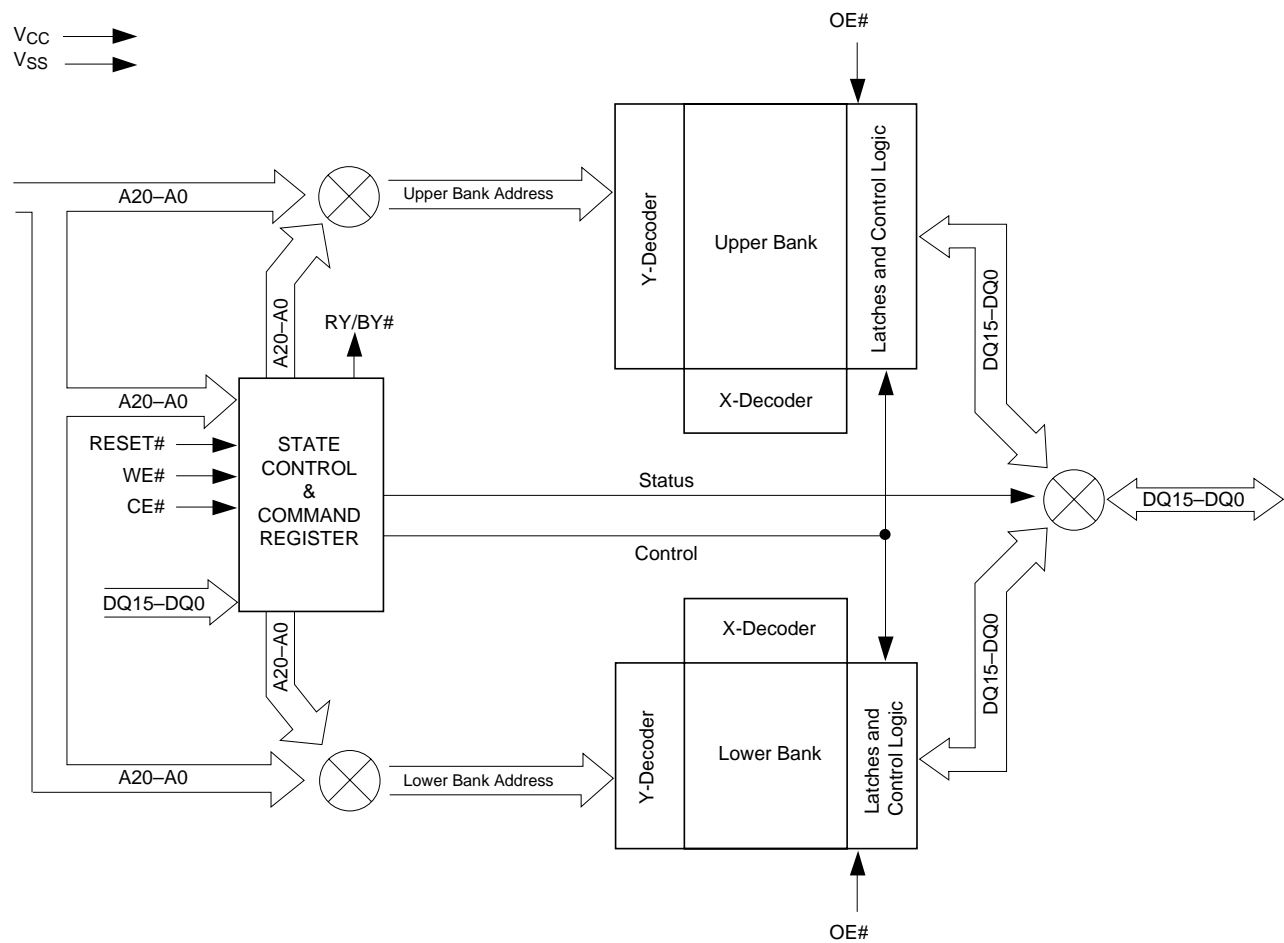 OE#
VCC
VSS
A20–A0
Upper Bank Address
Y-Decoder
Upper Bank
Latches and Control Logic
DQ15–DQ0
A20–A0
RY/BY#
X-Decoder
A20–A0
RESET#
WE#
CE#
STATE
CONTROL
&
COMMAND
REGISTER
Status
DQ15–DQ0
Control
DQ15–DQ0
X-Decoder
A20–A0
Y-Decoder
Lower Bank
Latches and
Control Logic
DQ15–DQ0
A20–A0
Lower Bank Address
OE#